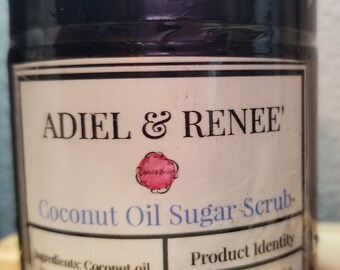 ADIEL & RENEE'
Coconut Oil Sugar Scrub
Product Identity
Ingredients: Coconut oil